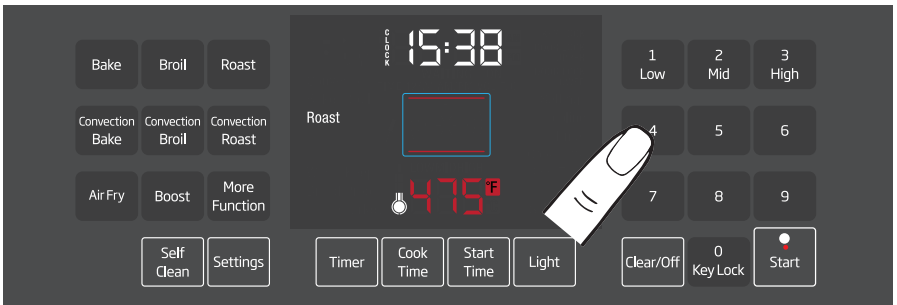 Bake
Broil
Roast
CLOCK
15:38
1
Low
2
Mid
3
High
Convection
Bake
Convection
Broil
Convection
Roast
Roast
4
5
6
Air Fry
Boost
More
Function
475°F
7
8
9
Self
Clean
Settings
Timer
Cook
Time
Start
Time
Light
Clear/Off
0
Key Lock
Start